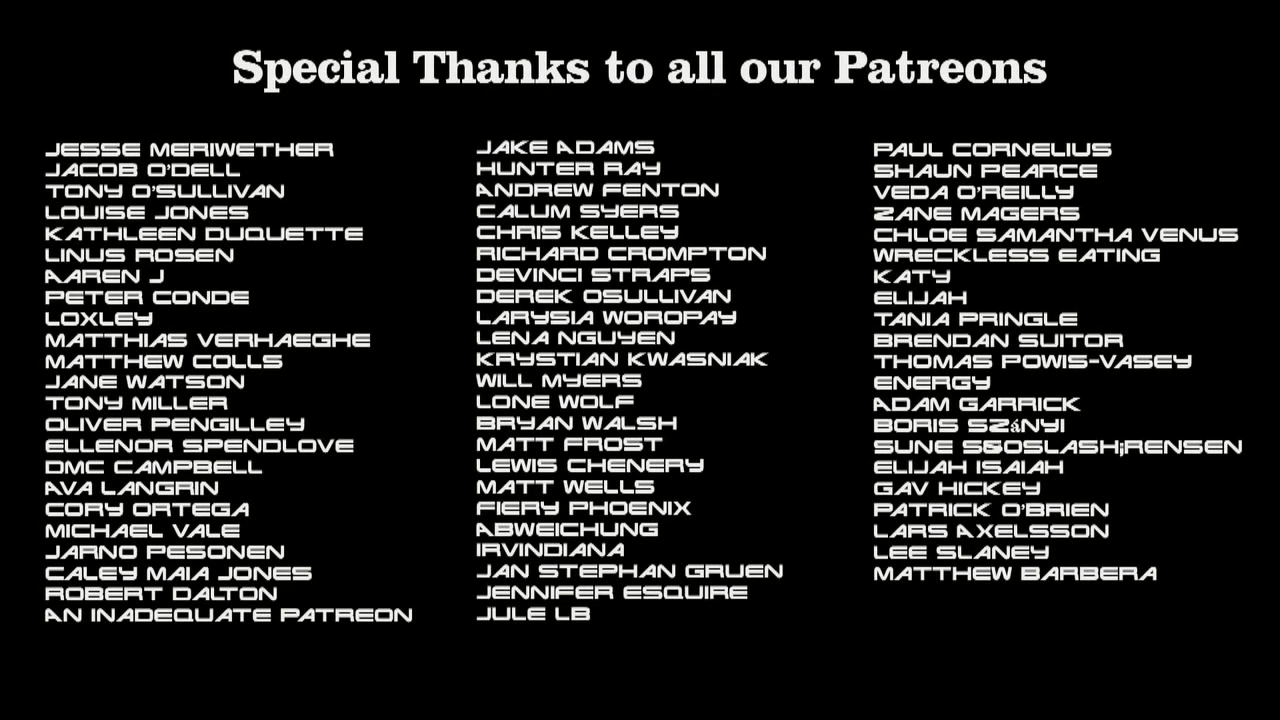 Special Thanks to all our Patreons
JESSE MERIWETHER
JACOB O'DELL
TONY O'SULLIVAN
LOUISE JONES
KATHLEEN DUQUETTE
LINUS ROSEN
AAREN J
PETER CONDE
LOXLEY
MATTHIAS VERHAEGHE
MATTHEW COLLS
JANE WATSON
TONY MILLER
OLIVER PENGILLEY
ELLENOR SPENDLOVE
DMC CAMPBELL
AVA LANGRIN
CORY ORTEGA
MICHAEL VALE
JARNO PESONEN
CALEY MAIA JONES
ROBERT DALTON
AN INADEQUATE PATREON
JAKE ADAMS
HUNTER RAY
ANDREW FENTON
CALUM SYERS
CHRIS KELLEY
RICHARD CROMPTON
DEVINCI STRAPS
DEREK OSULLIVAN
LARYSIA WOROPAY
LENA NGUYEN
KRYSTIAN KWASNIAK
WILL MYERS
LONE WOLF
BRYAN WALSH
MATT FROST
LEWIS CHENERY
MATT WELLS
FIERY PHOENIX
ABWEICHUNG
IRVINDIANA
JAN STEPHAN GRUEN
JENNIFER ESQUIRE
JULE LB
PAUL CORNELIUS
SHAUN PEARCE
VEDA O'REILLY
ZANE MAGERS
CHLOE SAMANTHA VENUS
WRECKLESS EATING
KATY
ELIJAH
TANIA PRINGLE
BRENDAN SUITOR
THOMAS POWIS-VASEY
ENERGY
ADAM GARRICK
BORIS SZáNYI
SUNE S&OSLASH;RENSEN
ELIJAH ISAIAH
GAV HICKEY
PATRICK O'BRIEN
LARS AXELSSON
LEE SLANEY
MATTHEW BARBERA